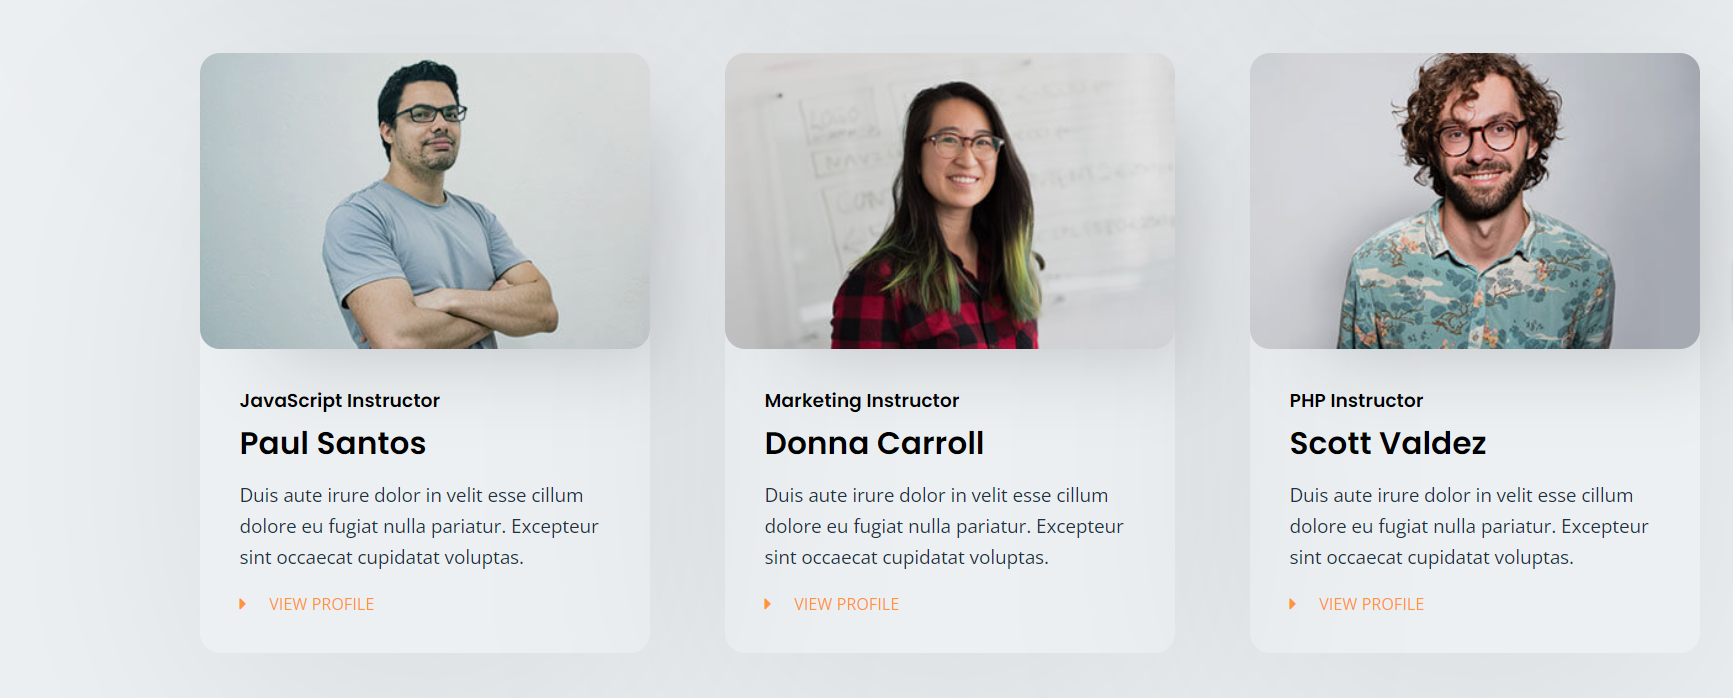 LOGO
JavaScript Instructor
Paul Santos
Duis aute irure dolor in velit esse cillum
dolore eu fugiat nulla pariatur. Excepteur
sint occaecat cupidatat voluptas.
VIEW PROFILE
Marketing Instructor
Donna Carroll
Duis aute irure dolor in velit esse cillum
dolore eu fugiat nulla pariatur. Excepteur
sint occaecat cupidatat voluptas.
VIEW PROFILE
PHP Instructor
Scott Valdez
Duis aute irure dolor in velit esse cillum
dolore eu fugiat nulla pariatur. Excepteur
sint occaecat cupidatat voluptas.
VIEW PROFILE